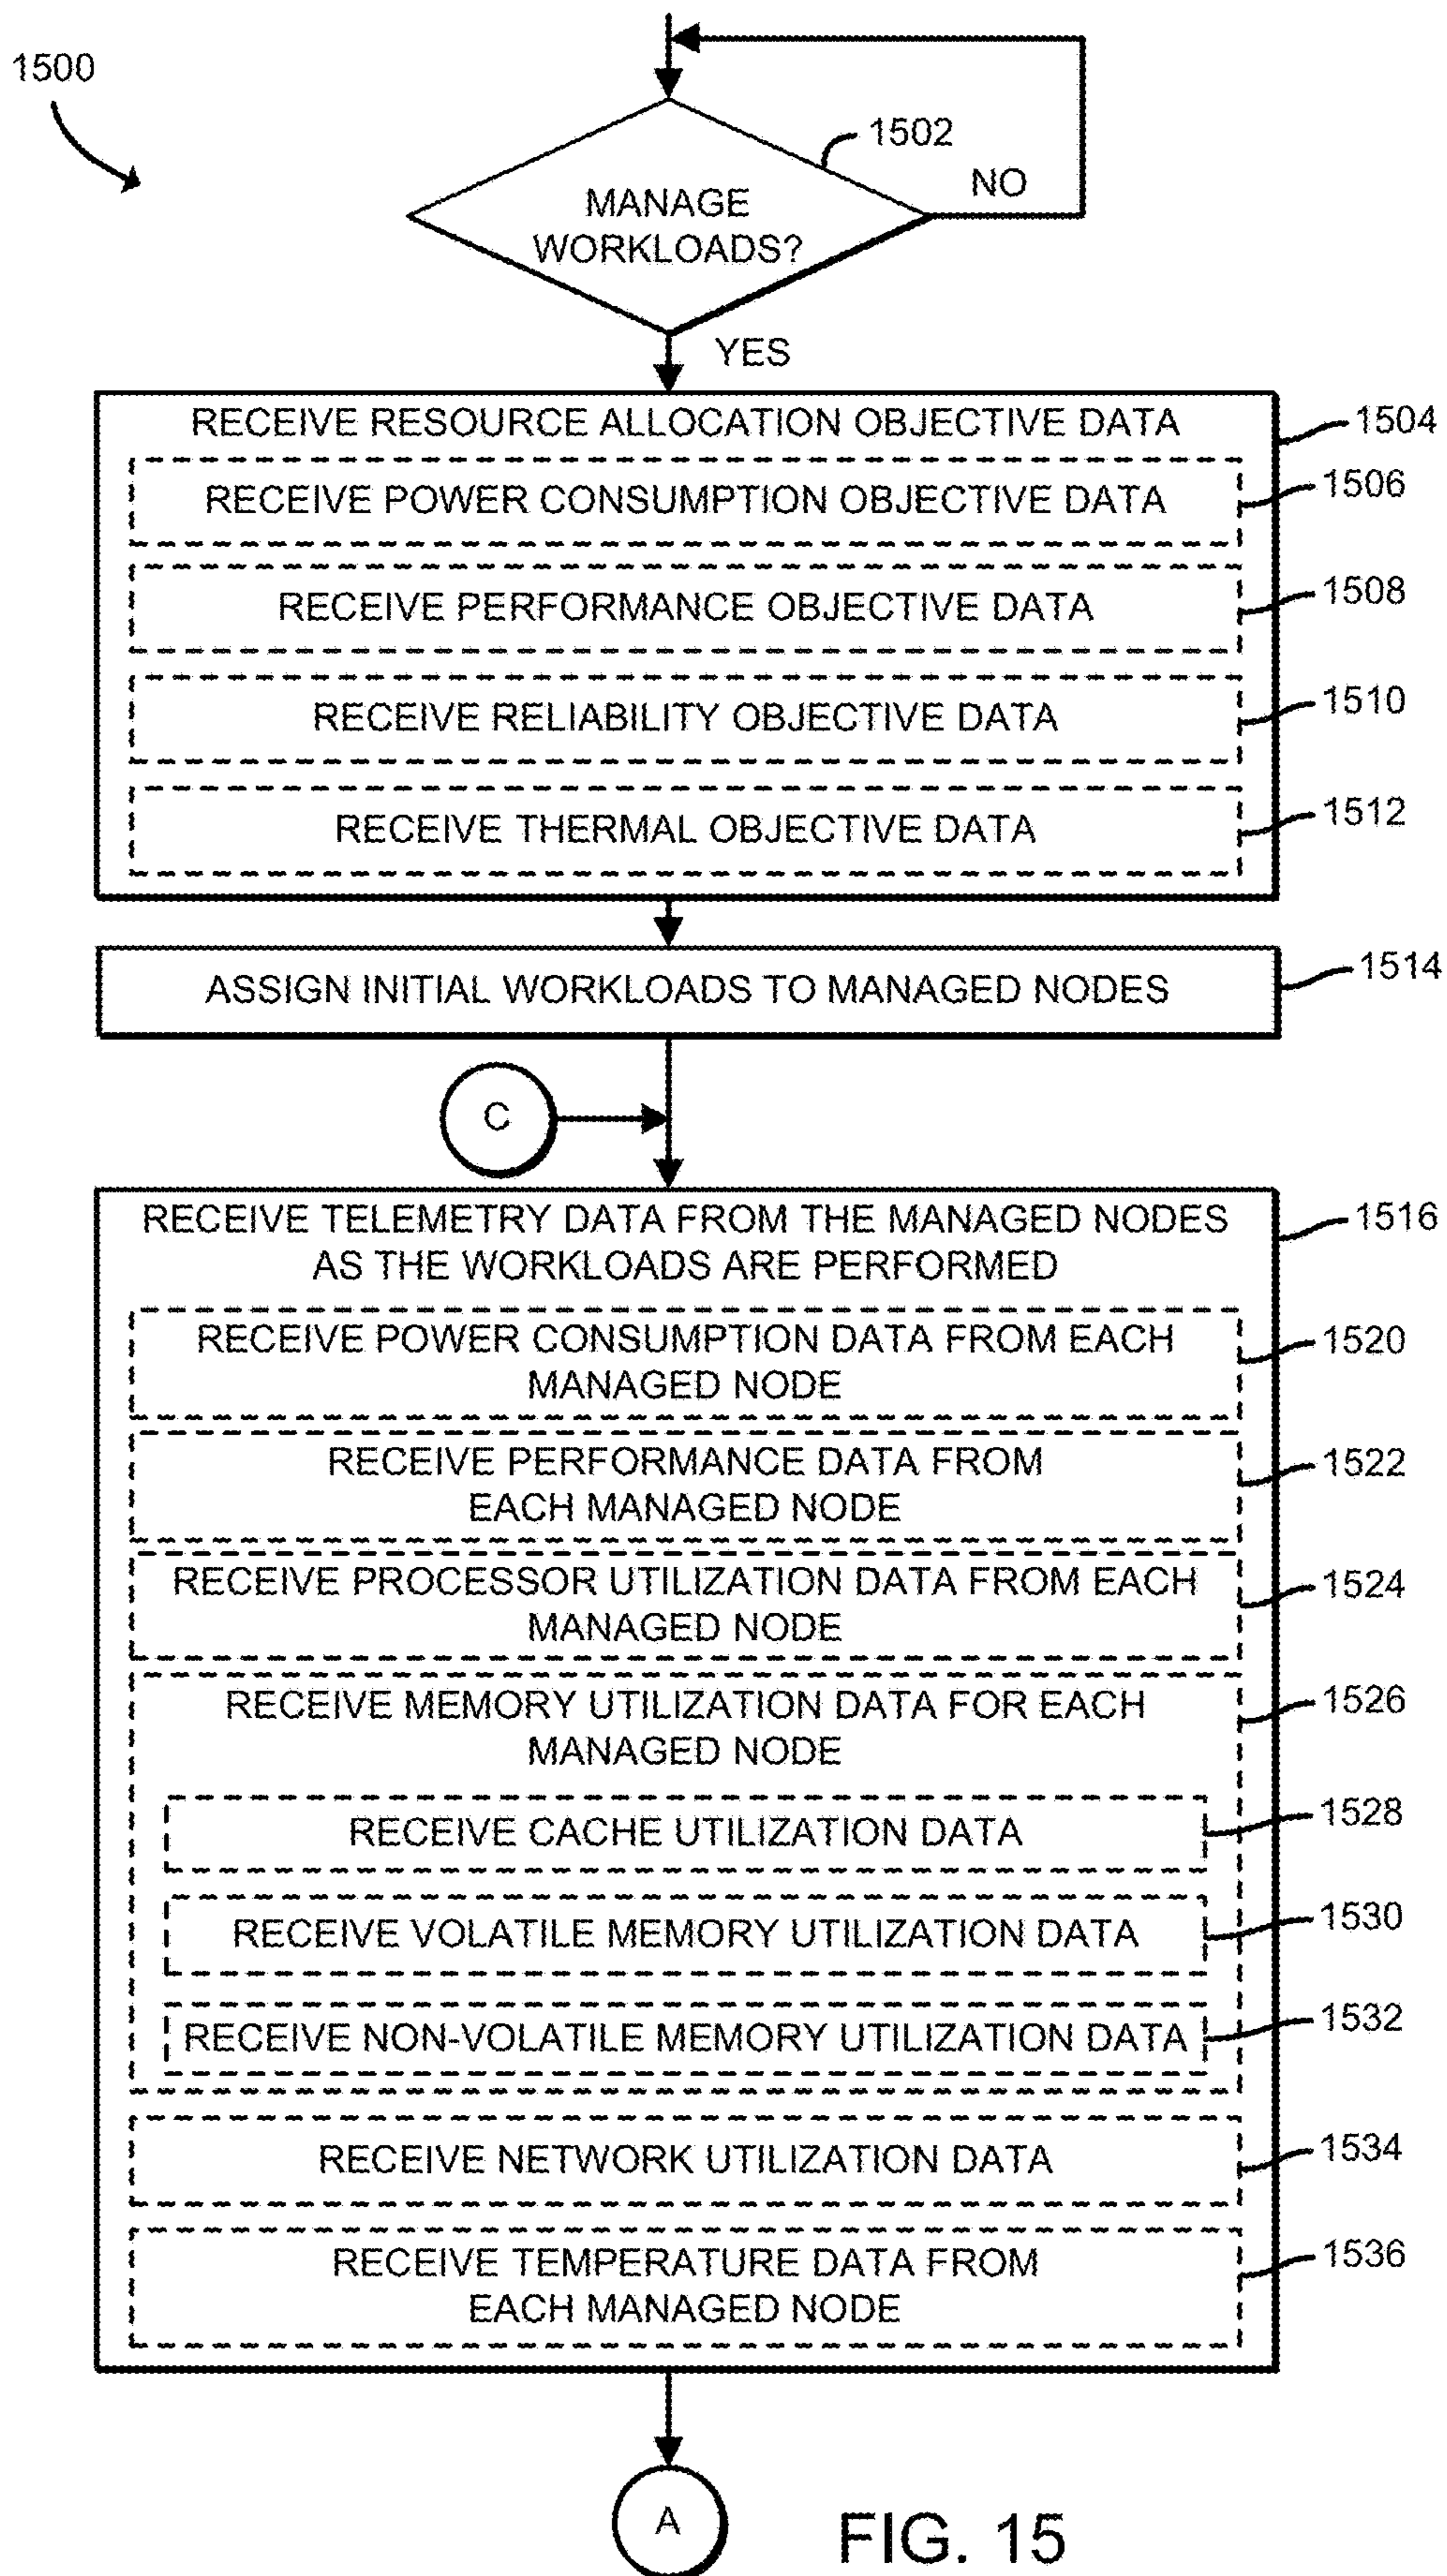 1500
1502
NO
MANAGE
WORKLOADS?
YES
RECEIVE RESOURCE ALLOCATION OBJECTIVE DATA
1504
RECEIVE POWER CONSUMPTION OBJECTIVE DATA
1506
RECEIVE PERFORMANCE OBJECTIVE DATA
1508
RECEIVE RELIABILITY OBJECTIVE DATA
1510
RECEIVE THERMAL OBJECTIVE DATA
1512
ASSIGN INITIAL WORKLOADS TO MANAGED NODES
1514
C
RECEIVE TELEMETRY DATA FROM THE MANAGED NODES
AS THE WORKLOADS ARE PERFORMED
1516
RECEIVE POWER CONSUMPTION DATA FROM EACH
MANAGED NODE
1520
RECEIVE PERFORMANCE DATA FROM
EACH MANAGED NODE
1522
RECEIVE PROCESSOR UTILIZATION DATA FROM EACH
MANAGED NODE
1524
RECEIVE MEMORY UTILIZATION DATA FOR EACH
MANAGED NODE
1526
RECEIVE CACHE UTILIZATION DATA
1528
RECEIVE VOLATILE MEMORY UTILIZATION DATA
1530
RECEIVE NON-VOLATILE MEMORY UTILIZATION DATA
1532
RECEIVE NETWORK UTILIZATION DATA
1534
RECEIVE TEMPERATURE DATA FROM
EACH MANAGED NODE
1536
A
FIG. 15